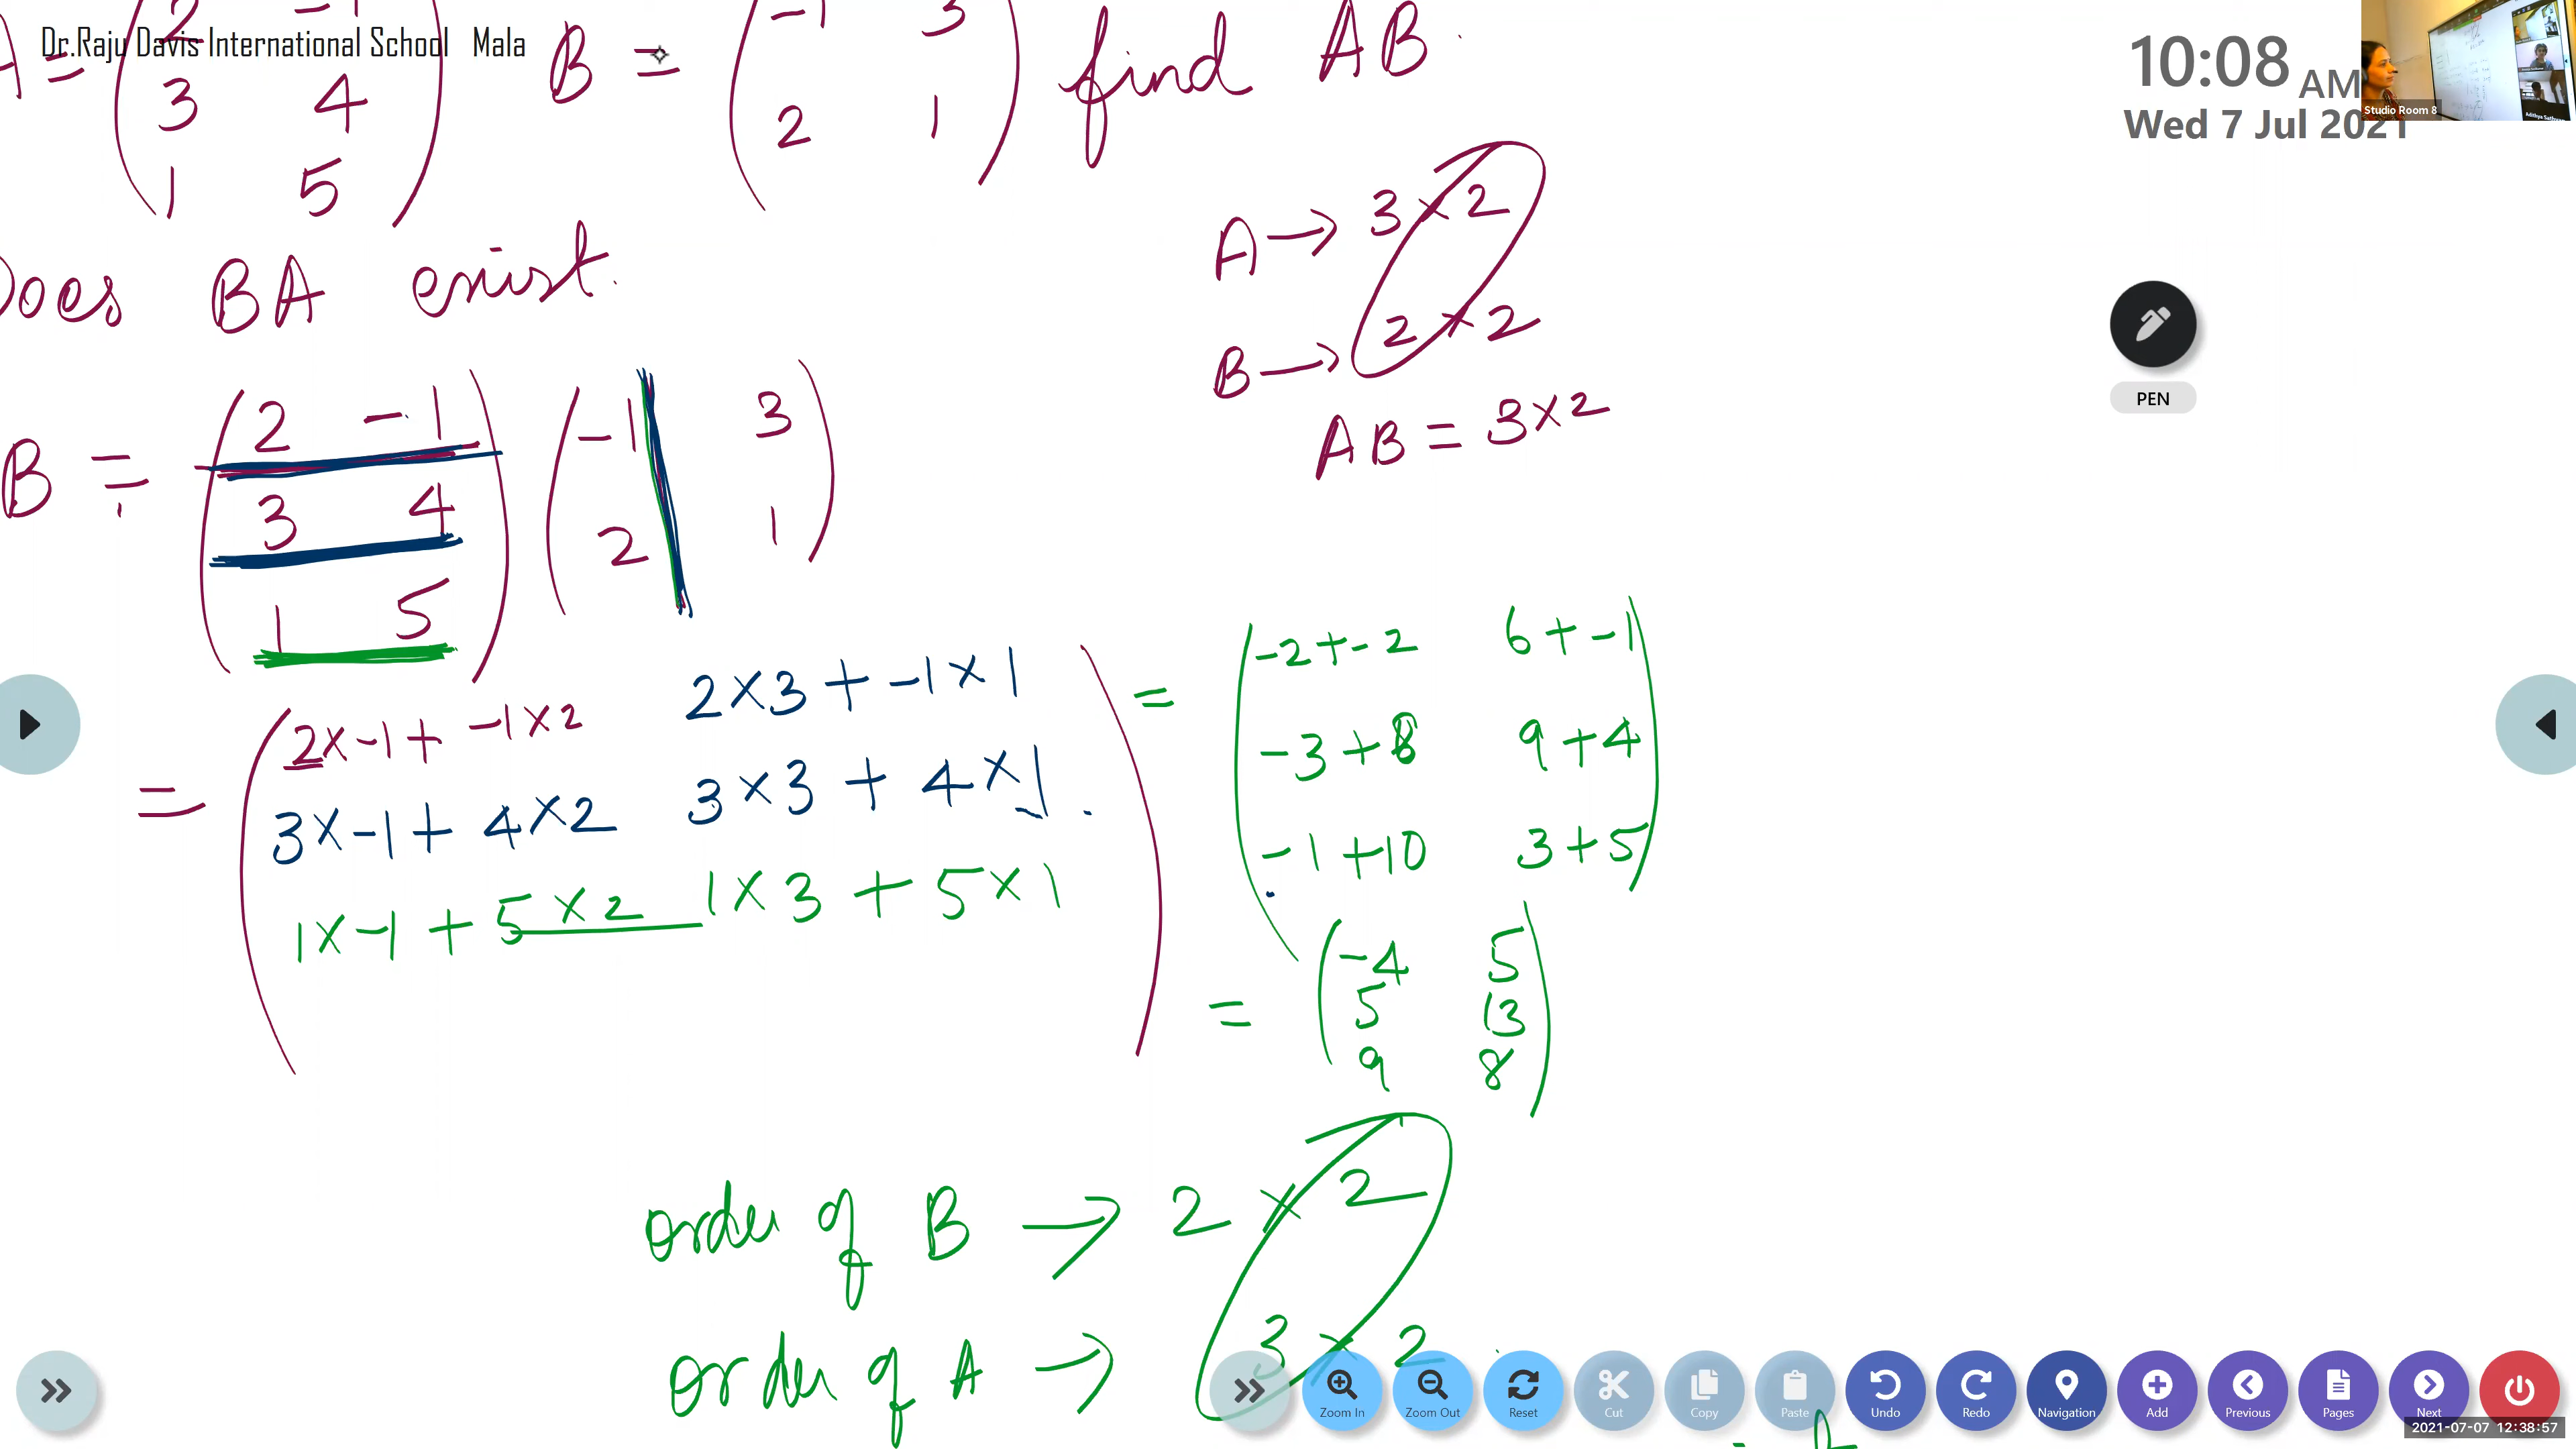 Dr.Raju Davis International School Mala
A = ( 2 -1 B = ( -1 3 find AB.
3 4 2 1 )
1 5 )
10:08 AM
Wed 7 Jul 2021
Studio Room 8
Does BA exist.
A → 3 × 2
B → 2 × 2
AB = 3×2
PEN
B = ( 2 -1 ( -1 3
3 4 2 1 )
1 5 )
= ( 2×-1 + -1×2 2×3 + -1×1
3×-1 + 4×2 3×3 + 4×1
1×-1 + 5×2 1×3 + 5×1 )
= ( -2+-2 6+-1
-3+8 9+4
-1+10 3+5 )
= ( -4 5
5 13
9 8 )
order of B → 2 × 2
order of A → 3 × 2
Zoom In Zoom Out Reset Cut Copy Paste Undo Redo Navigation Add Previous Pages Next
2021-07-07 12:38:57